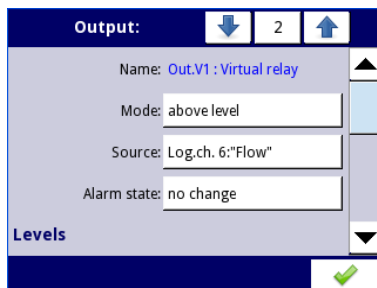 Output: 2
Name: Out.V1 : Virtual relay
Mode: above level
Source: Log.ch. 6:"Flow"
Alarm state: no change
Levels